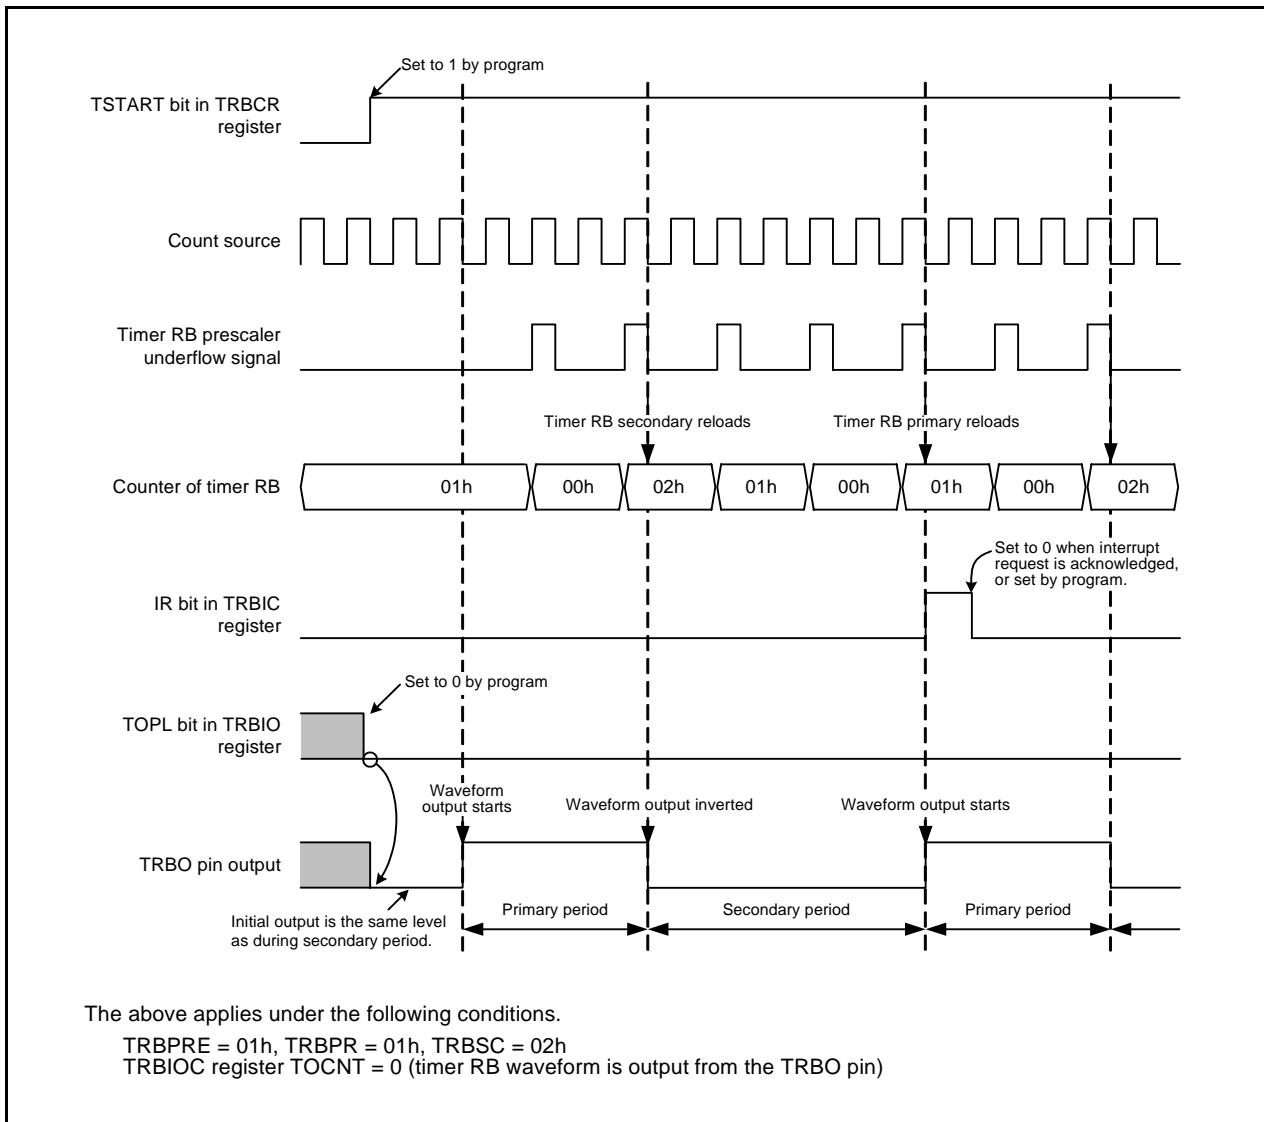 Set to 1 by program
TSTART bit in TRBCR
register
Count source
Timer RB prescaler
underflow signal
Timer RB secondary reloads
Timer RB primary reloads
Counter of timer RB
01h
00h
02h
01h
00h
01h
00h
02h
Set to 0 when interrupt
request is acknowledged,
or set by program.
IR bit in TRBIC
register
Set to 0 by program
TOPL bit in TRBIO
register
Waveform
output starts
Waveform output inverted
Waveform output starts
TRBO pin output
Initial output is the same level
as during secondary period.
Primary period
Secondary period
Primary period
The above applies under the following conditions.
TRBPRE = 01h, TRBPR = 01h, TRBSC = 02h
TRBIOC register TOCNT = 0 (timer RB waveform is output from the TRBO pin)